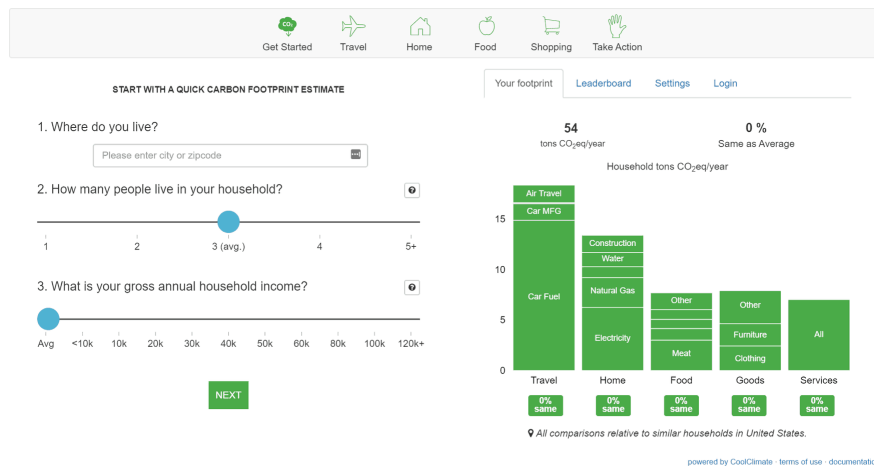 CO₂
Get Started Travel Home Food Shopping Take Action
START WITH A QUICK CARBON FOOTPRINT ESTIMATE
1. Where do you live?
Please enter city or zipcode
2. How many people live in your household?
?
1 2 3 (avg.) 4 5+
3. What is your gross annual household income?
?
Avg <10k 10k 20k 30k 40k 50k 60k 80k 100k 120k+
NEXT
Your footprint Leaderboard Settings Login
54 0 %
tons CO₂eq/year Same as Average
Household tons CO₂eq/year
15
10
5
0
Air Travel
Car MFG
Car Fuel
Construction
Water
Natural Gas
Electricity
Other
Meat
Other
Furniture
Clothing
All
Travel Home Food Goods Services
0% 0% 0% 0% 0%
same same same same same
All comparisons relative to similar households in United States.
powered by CoolClimate · terms of use · documentatic